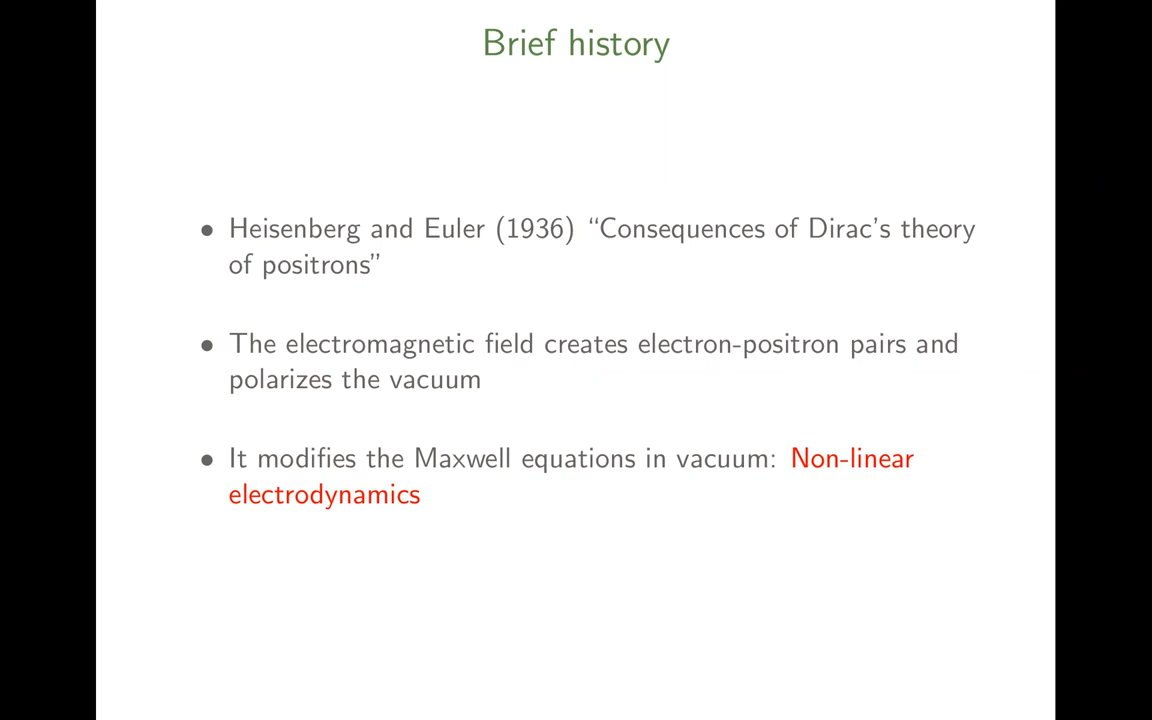 Brief history
• Heisenberg and Euler (1936) “Consequences of Dirac’s theory
of positrons”
• The electromagnetic field creates electron-positron pairs and
polarizes the vacuum
• It modifies the Maxwell equations in vacuum: Non-linear
electrodynamics